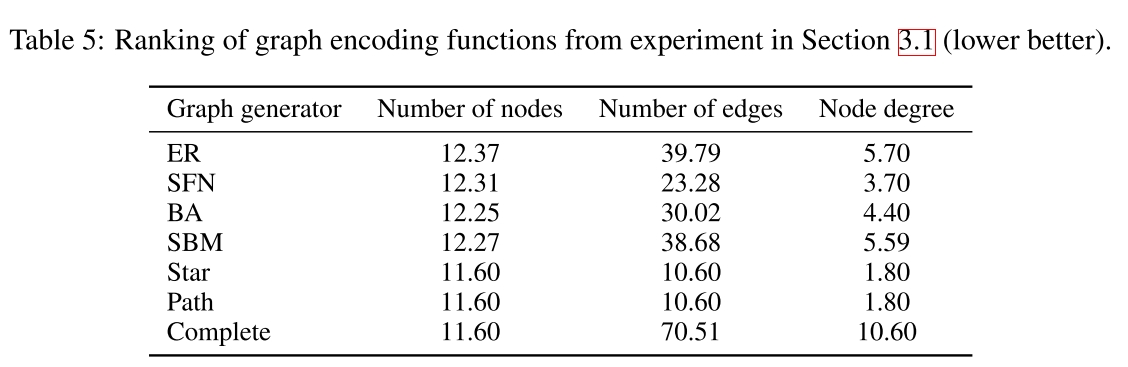 Table 5: Ranking of graph encoding functions from experiment in Section 3.1 (lower better).
Graph generator Number of nodes Number of edges Node degree
ER 12.37 39.79 5.70
SFN 12.31 23.28 3.70
BA 12.25 30.02 4.40
SBM 12.27 38.68 5.59
Star 11.60 10.60 1.80
Path 11.60 10.60 1.80
Complete 11.60 70.51 10.60